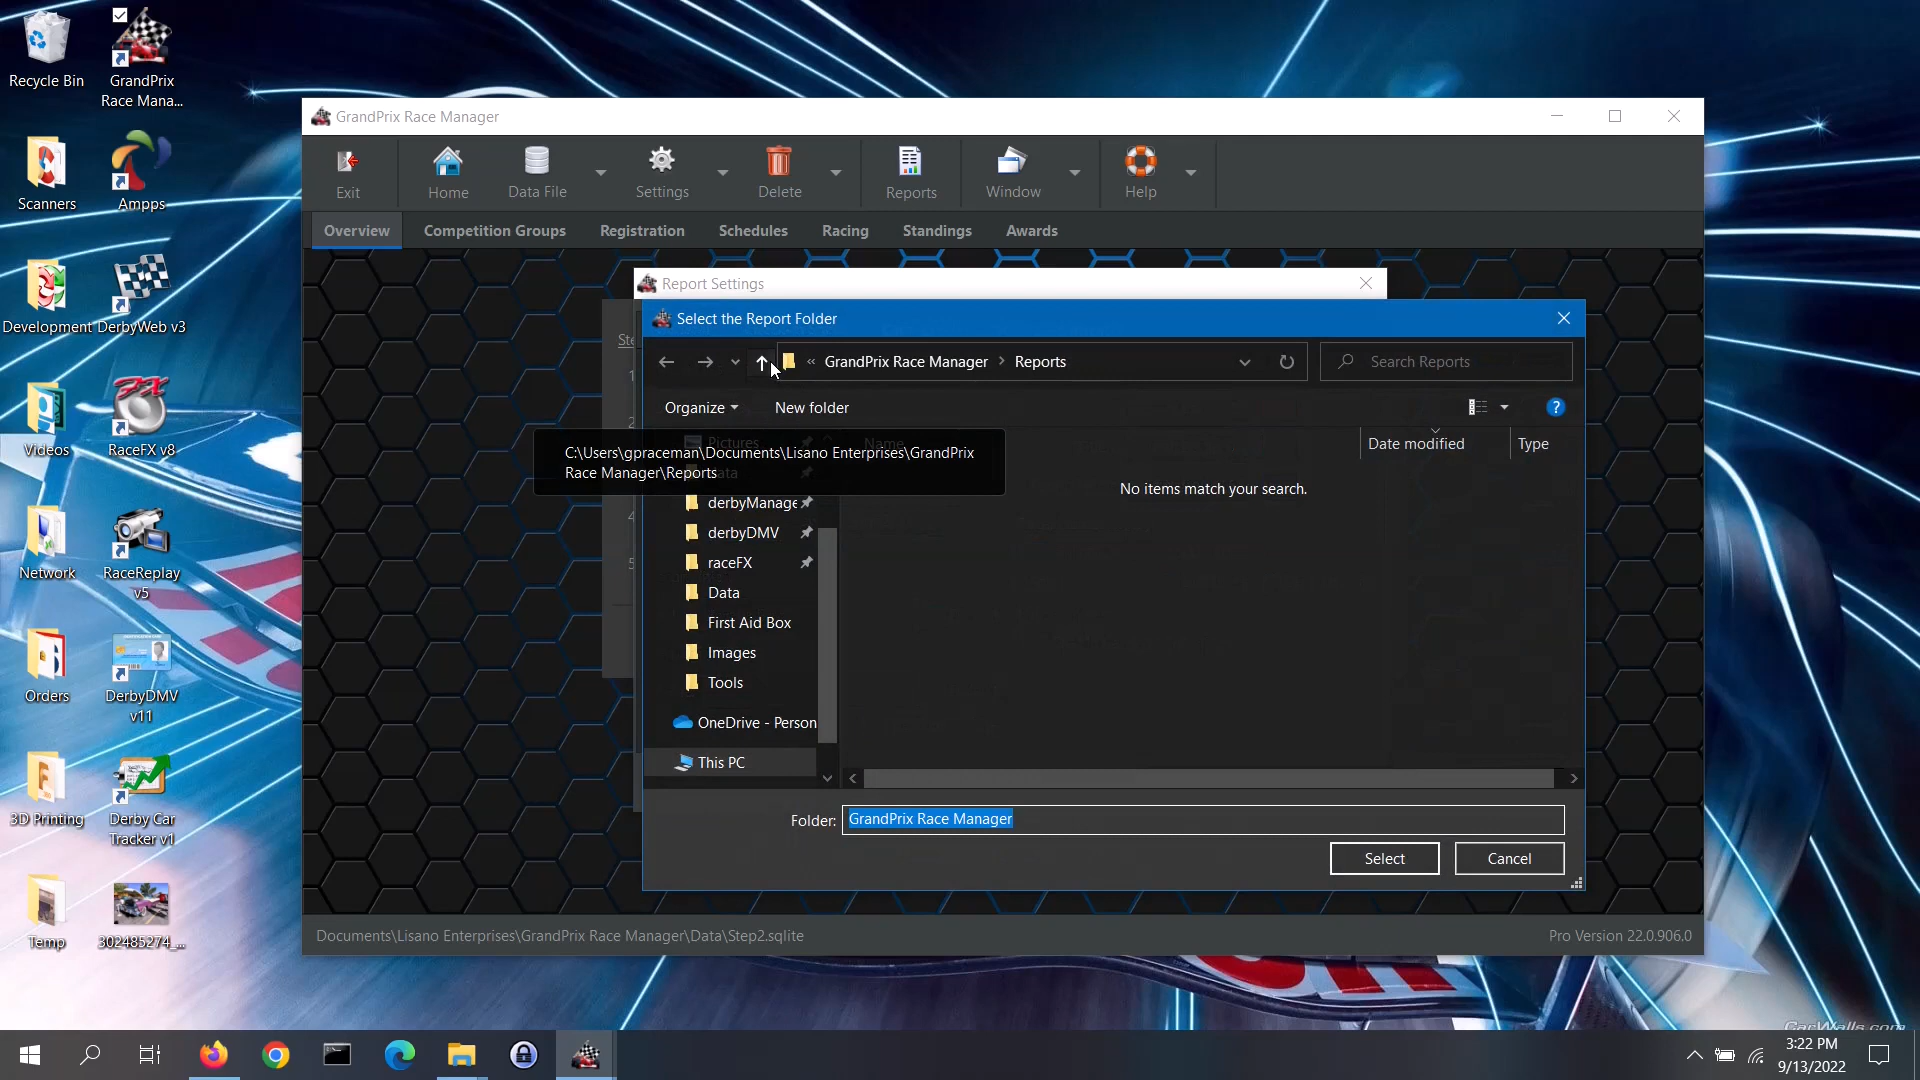 Recycle Bin
GrandPrix
Race Mana...
Scanners
Ampps
Development
DerbyWeb v3
Videos
RaceFX v8
Network
RaceReplay
v5
Orders
DerbyDMV
v11
3D Printing
Derby Car
Tracker v1
Temp
302485274_...
GrandPrix Race Manager
Exit
Home
Data File
Settings
Delete
Reports
Window
Help
Overview
Competition Groups
Registration
Schedules
Racing
Standings
Awards
Report Settings
Select the Report Folder
« GrandPrix Race Manager > Reports
Search Reports
Organize
New folder
Pictures
Name
Date modified
Type
C:\Users\gpraceman\Documents\Lisano Enterprises\GrandPrix
Race Manager\Reports
No items match your search.
derbyManage
derbyDMV
raceFX
Data
First Aid Box
Images
Tools
OneDrive - Person
This PC
Folder:
GrandPrix Race Manager
Select
Cancel
Documents\Lisano Enterprises\GrandPrix Race Manager\Data\Step2.sqlite
Pro Version 22.0.906.0
CarWalls.com
3:22 PM
9/13/2022